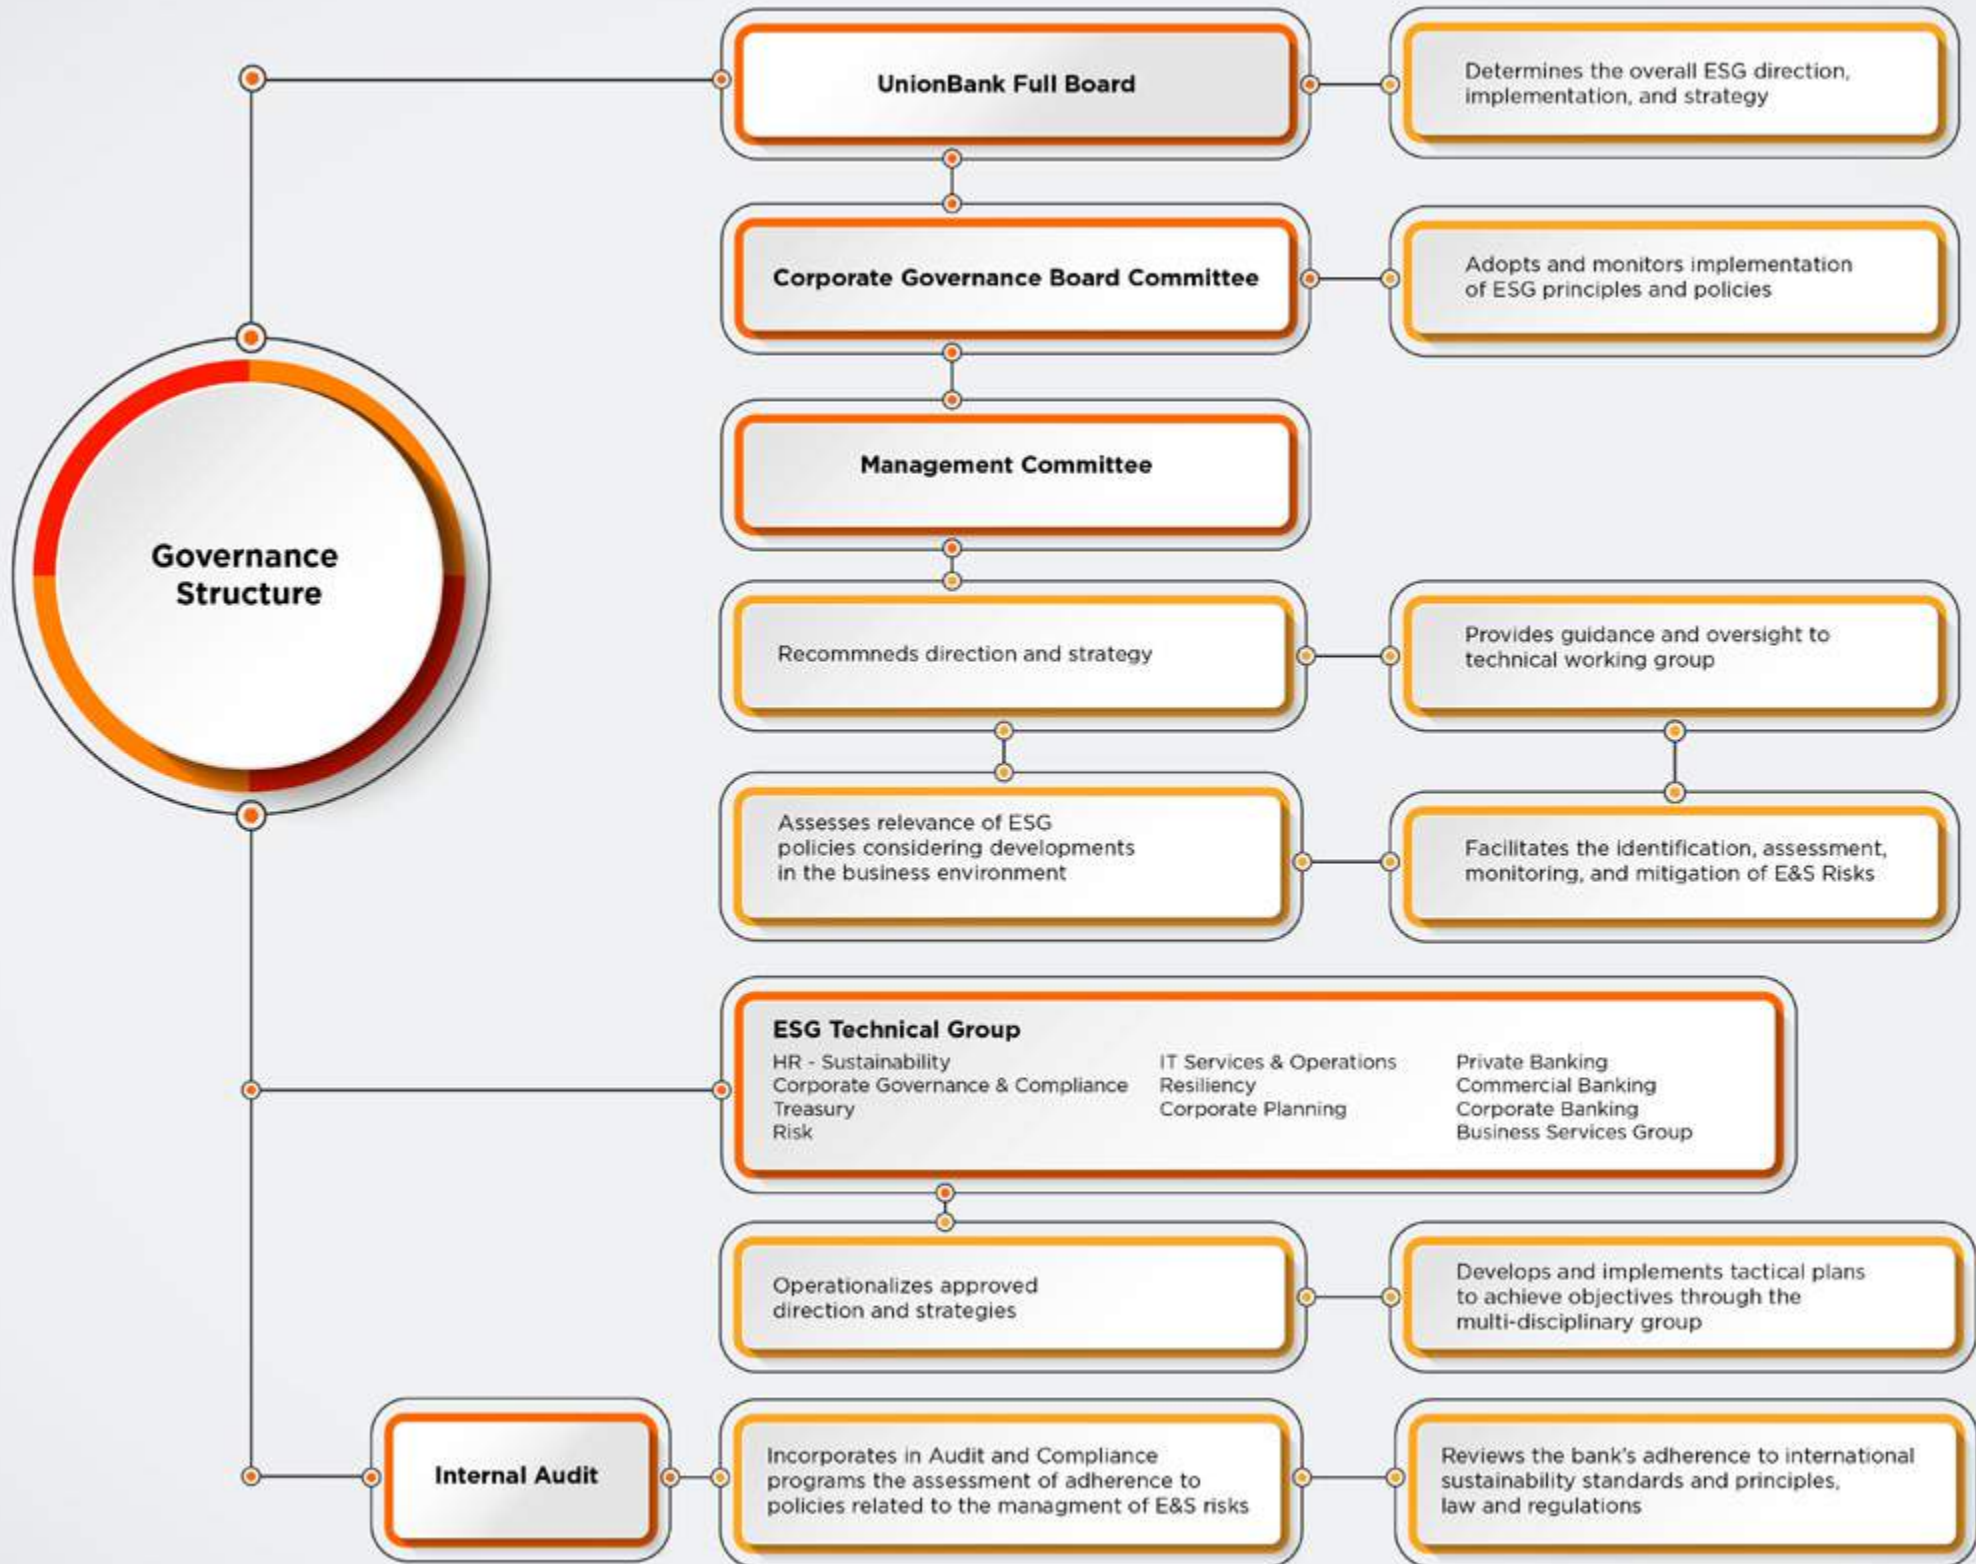 Governance
Structure
UnionBank Full Board
Determines the overall ESG direction,
implementation, and strategy
Corporate Governance Board Committee
Adopts and monitors implementation
of ESG principles and policies
Management Committee
Recommneds direction and strategy
Provides guidance and oversight to
technical working group
Assesses relevance of ESG
policies considering developments
in the business environment
Facilitates the identification, assessment,
monitoring, and mitigation of E&S Risks
ESG Technical Group
HR - Sustainability
Corporate Governance & Compliance
Treasury
Risk
IT Services & Operations
Resiliency
Corporate Planning
Private Banking
Commercial Banking
Corporate Banking
Business Services Group
Operationalizes approved
direction and strategies
Develops and implements tactical plans
to achieve objectives through the
multi-disciplinary group
Internal Audit
Incorporates in Audit and Compliance
programs the assessment of adherence to
policies related to the managment of E&S risks
Reviews the bank's adherence to international
sustainability standards and principles,
law and regulations